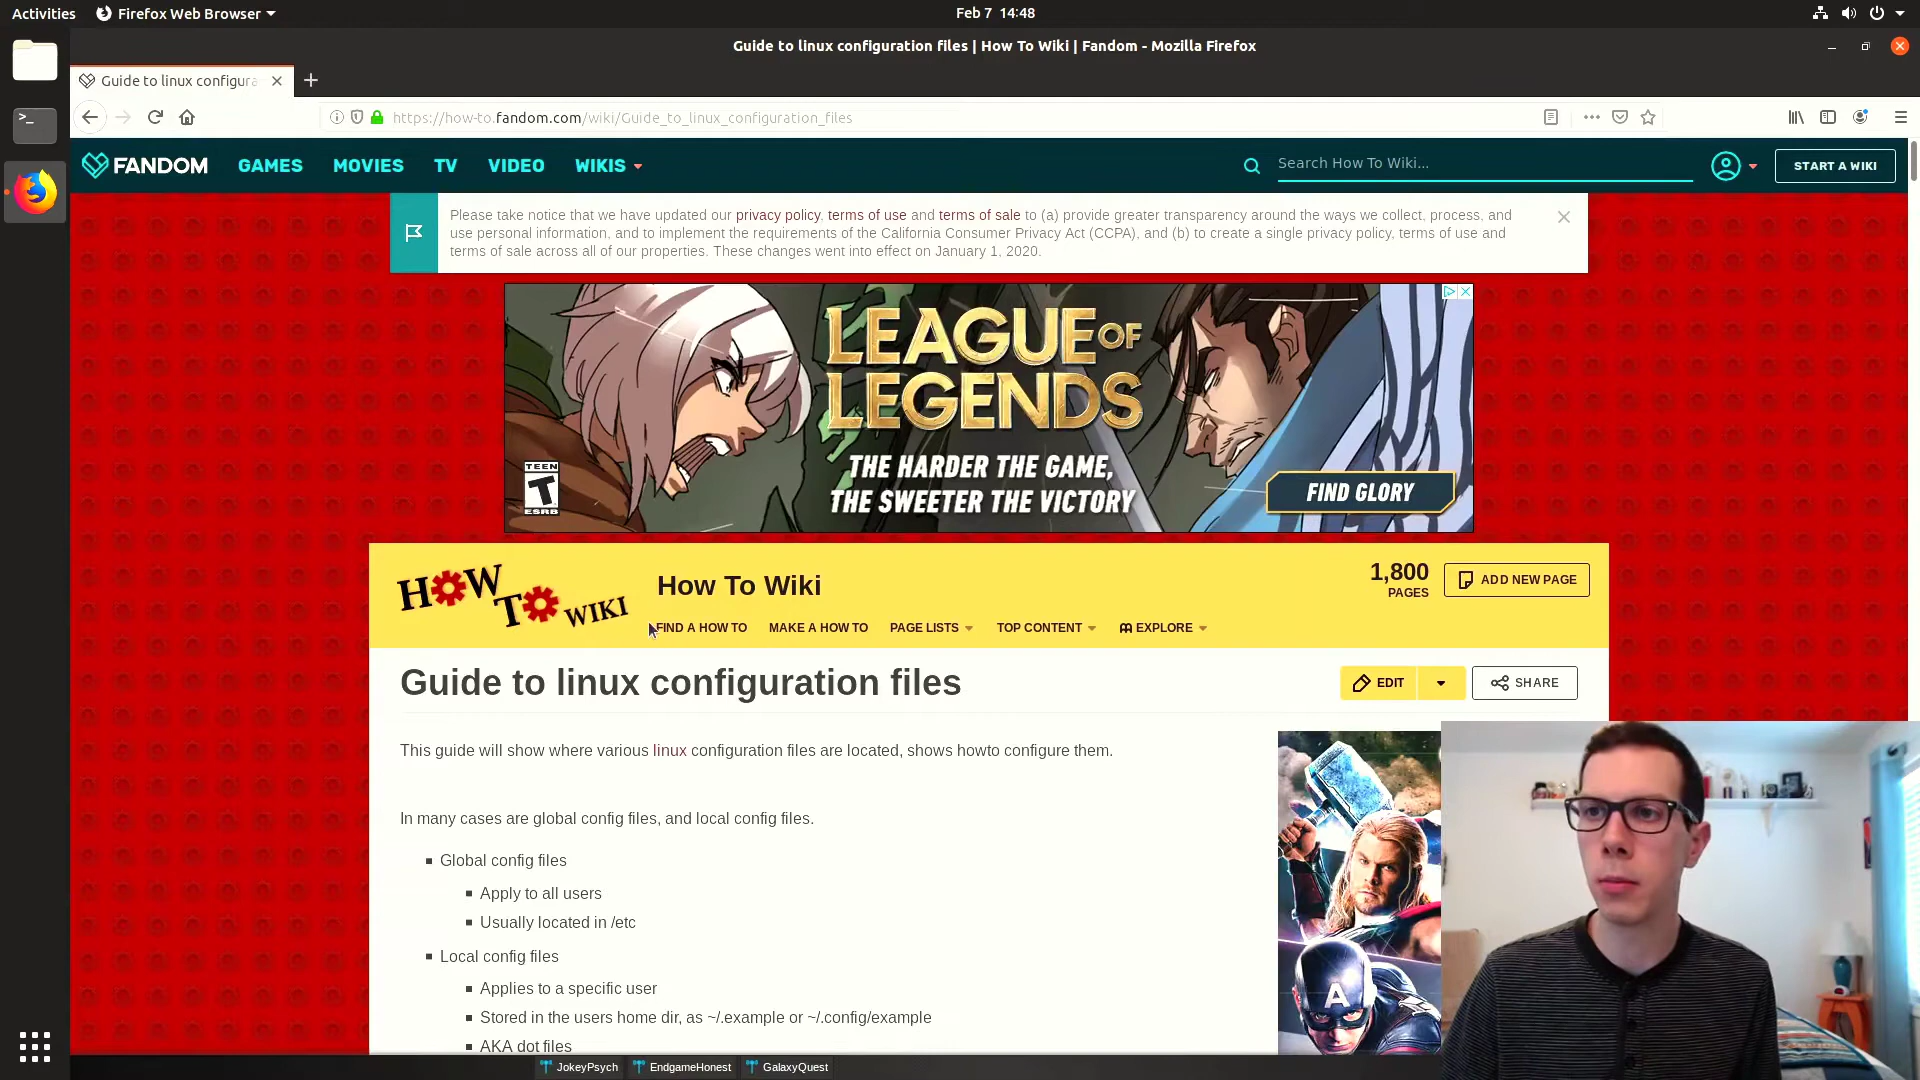 Activities
Firefox Web Browser
Feb 7 14:48
Guide to linux configuration files | How To Wiki | Fandom - Mozilla Firefox
Guide to linux configura
https://how-to.fandom.com/wiki/Guide_to_linux_configuration_files
FANDOM
GAMES
MOVIES
TV
VIDEO
WIKIS
Search How To Wiki...
START A WIKI
Please take notice that we have updated our privacy policy, terms of use and terms of sale to (a) provide greater transparency around the ways we collect, process, and
use personal information, and to implement the requirements of the California Consumer Privacy Act (CCPA), and (b) to create a single privacy policy, terms of use and
terms of sale across all of our properties. These changes went into effect on January 1, 2020.
LEAGUE OF
LEGENDS
THE HARDER THE GAME,
THE SWEETER THE VICTORY
TEEN
T
ESRB
FIND GLORY
HOW
TO WIKI
How To Wiki
1,800
PAGES
ADD NEW PAGE
FIND A HOW TO
MAKE A HOW TO
PAGE LISTS
TOP CONTENT
EXPLORE
Guide to linux configuration files
EDIT
SHARE
This guide will show where various linux configuration files are located, shows howto configure them.
In many cases are global config files, and local config files.
Global config files
Apply to all users
Usually located in /etc
Local config files
Applies to a specific user
Stored in the users home dir, as ~/.example or ~/.config/example
AKA dot files
A
JokeyPsych
EndgameHonest
GalaxyQuest